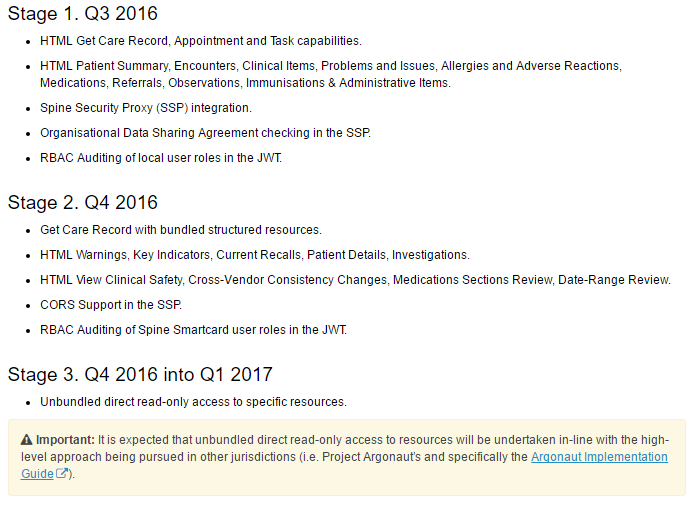 Stage 1. Q3 2016
• HTML Get Care Record, Appointment and Task capabilities.
• HTML Patient Summary, Encounters, Clinical Items, Problems and Issues, Allergies and Adverse Reactions,
Medications, Referrals, Observations, Immunisations & Administrative Items.
• Spine Security Proxy (SSP) integration.
• Organisational Data Sharing Agreement checking in the SSP.
• RBAC Auditing of local user roles in the JWT.
Stage 2. Q4 2016
• Get Care Record with bundled structured resources.
• HTML Warnings, Key Indicators, Current Recalls, Patient Details, Investigations.
• HTML View Clinical Safety, Cross-Vendor Consistency Changes, Medications Sections Review, Date-Range Review.
• CORS Support in the SSP.
• RBAC Auditing of Spine Smartcard user roles in the JWT.
Stage 3. Q4 2016 into Q1 2017
• Unbundled direct read-only access to specific resources.
Important: It is expected that unbundled direct read-only access to resources will be undertaken in-line with the high-
level approach being pursued in other jurisdictions (i.e. Project Argonaut's and specifically the Argonaut Implementation
Guide).